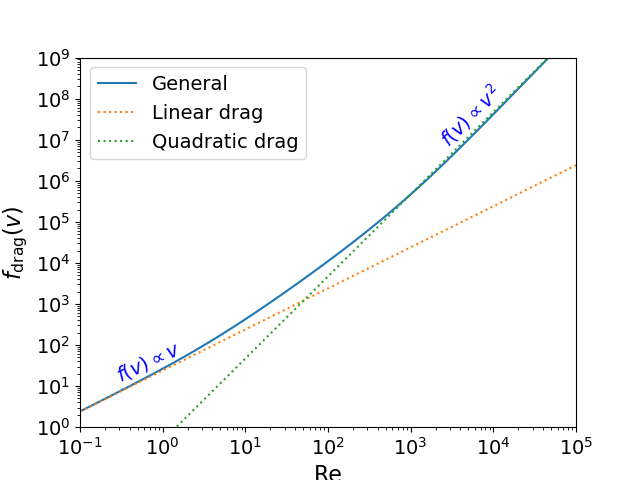 General
Linear drag
Quadratic drag
f(v) ∝ v²
f(v) ∝ v
f_drag(v)
10⁹
10⁸
10⁷
10⁶
10⁵
10⁴
10³
10²
10¹
10⁰
10⁻¹ 10⁰ 10¹ 10² 10³ 10⁴ 10⁵
Re